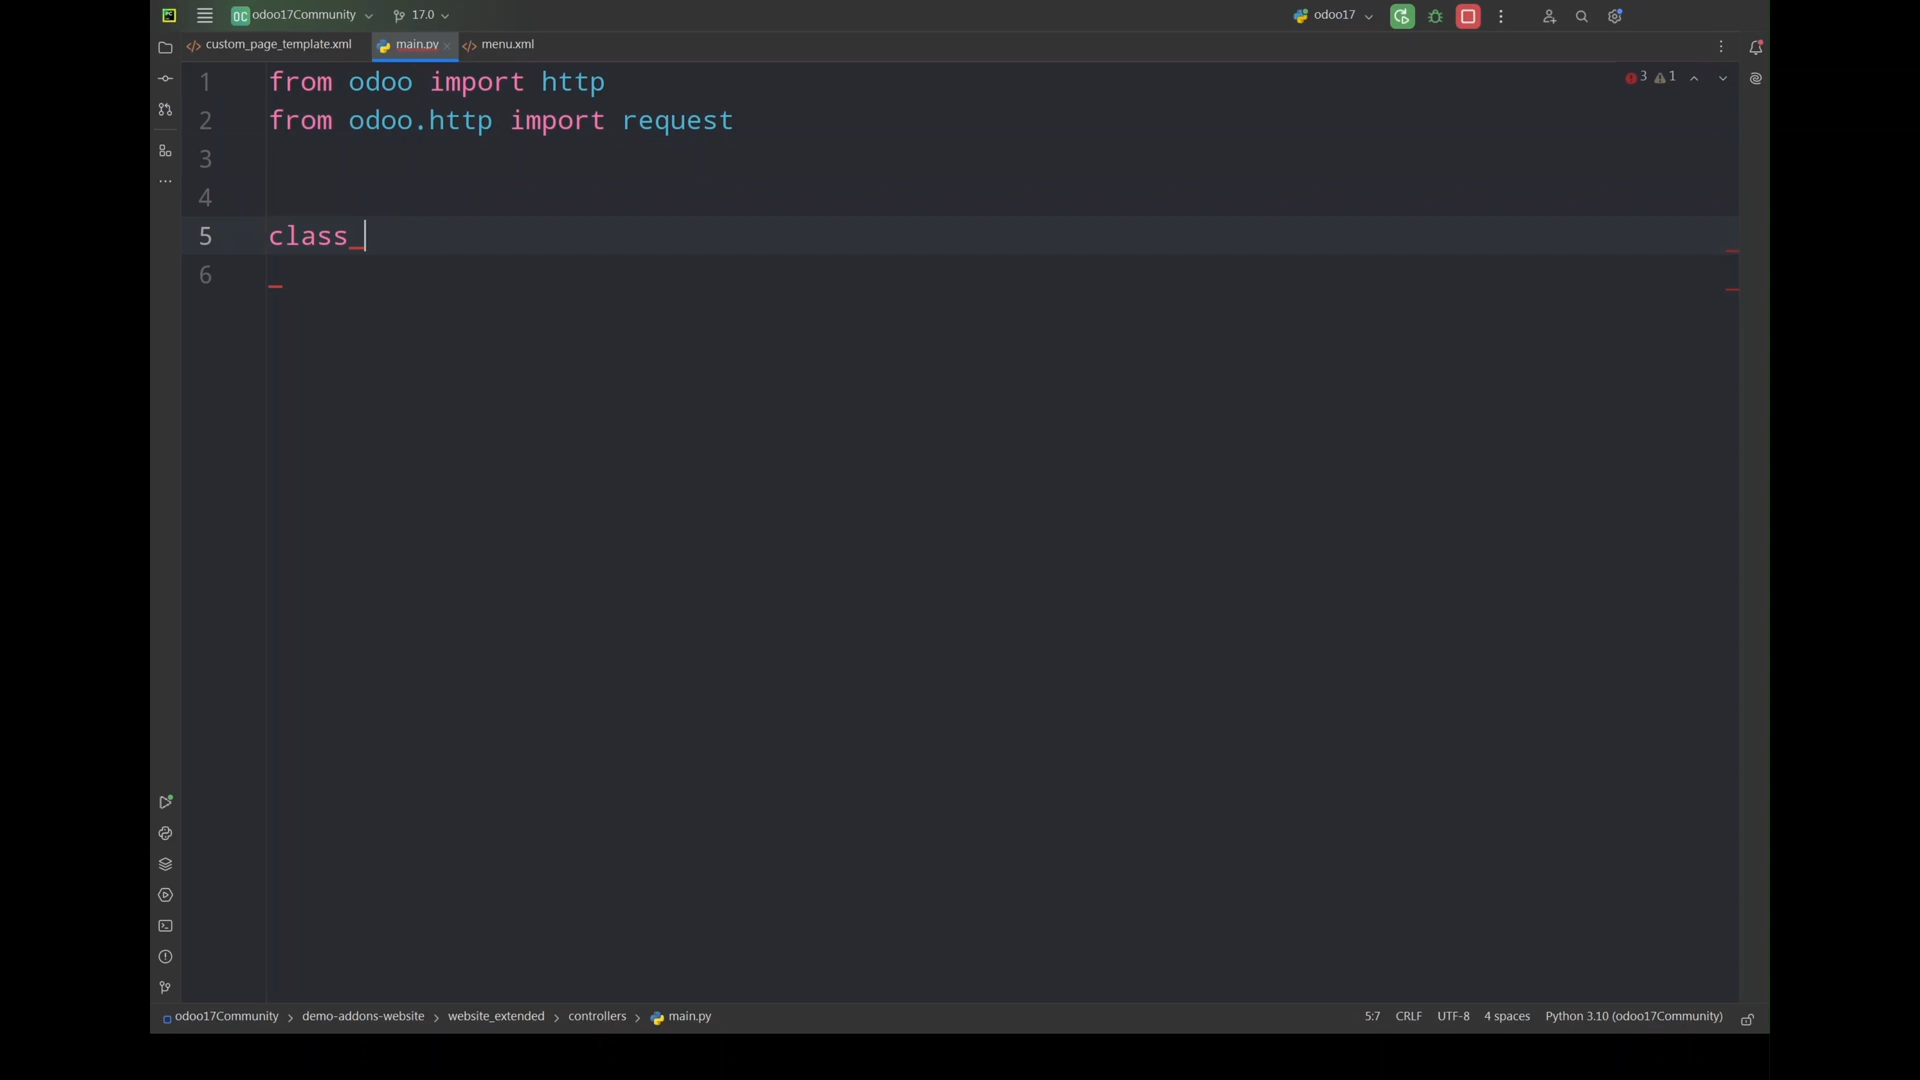 PC
OC odoo17Community
17.0
odoo17
custom_page_template.xml
main.py
menu.xml
1 from odoo import http
2 from odoo.http import request
3
4
5 class
6
3 1
odoo17Community > demo-addons-website > website_extended > controllers > main.py
5:7 CRLF UTF-8 4 spaces Python 3.10 (odoo17Community)